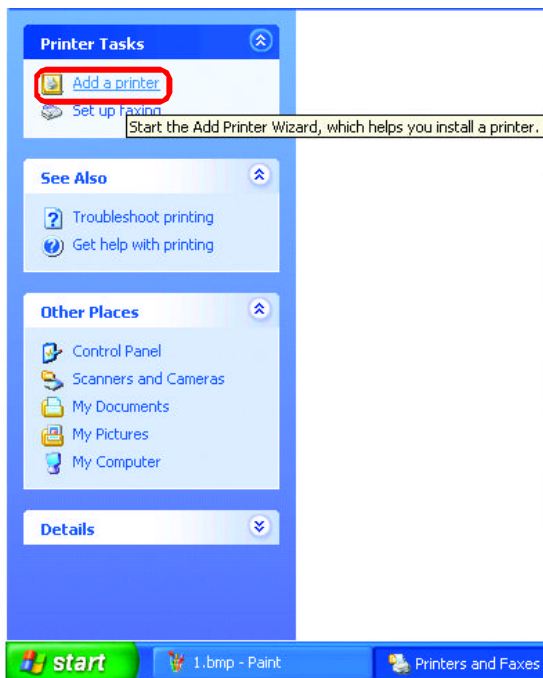 Printer Tasks
Add a printer
Set up faxing
Start the Add Printer Wizard, which helps you install a printer.
See Also
Troubleshoot printing
Get help with printing
Other Places
Control Panel
Scanners and Cameras
My Documents
My Pictures
My Computer
Details
start
1.bmp - Paint
Printers and Faxes